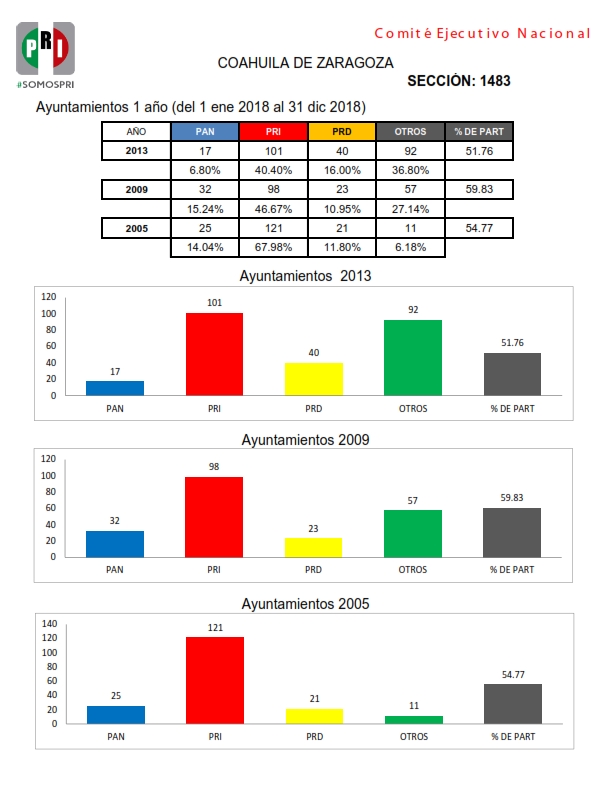 Comité Ejecutivo Nacional
PRI
#SOMOSPRI
COAHUILA DE ZARAGOZA
SECCIÓN: 1483
Ayuntamientos 1 año (del 1 ene 2018 al 31 dic 2018)
AÑO PAN PRI PRD OTROS % DE PART
2013 17 101 40 92 51.76
6.80% 40.40% 16.00% 36.80%
2009 32 98 23 57 59.83
15.24% 46.67% 10.95% 27.14%
2005 25 121 21 11 54.77
14.04% 67.98% 11.80% 6.18%
Ayuntamientos 2013
120
100
80
60
40
20
0
17 101 40 92 51.76
PAN PRI PRD OTROS % DE PART
Ayuntamientos 2009
120
100
80
60
40
20
0
32 98 23 57 59.83
PAN PRI PRD OTROS % DE PART
Ayuntamientos 2005
140
120
100
80
60
40
20
0
25 121 21 11 54.77
PAN PRI PRD OTROS % DE PART